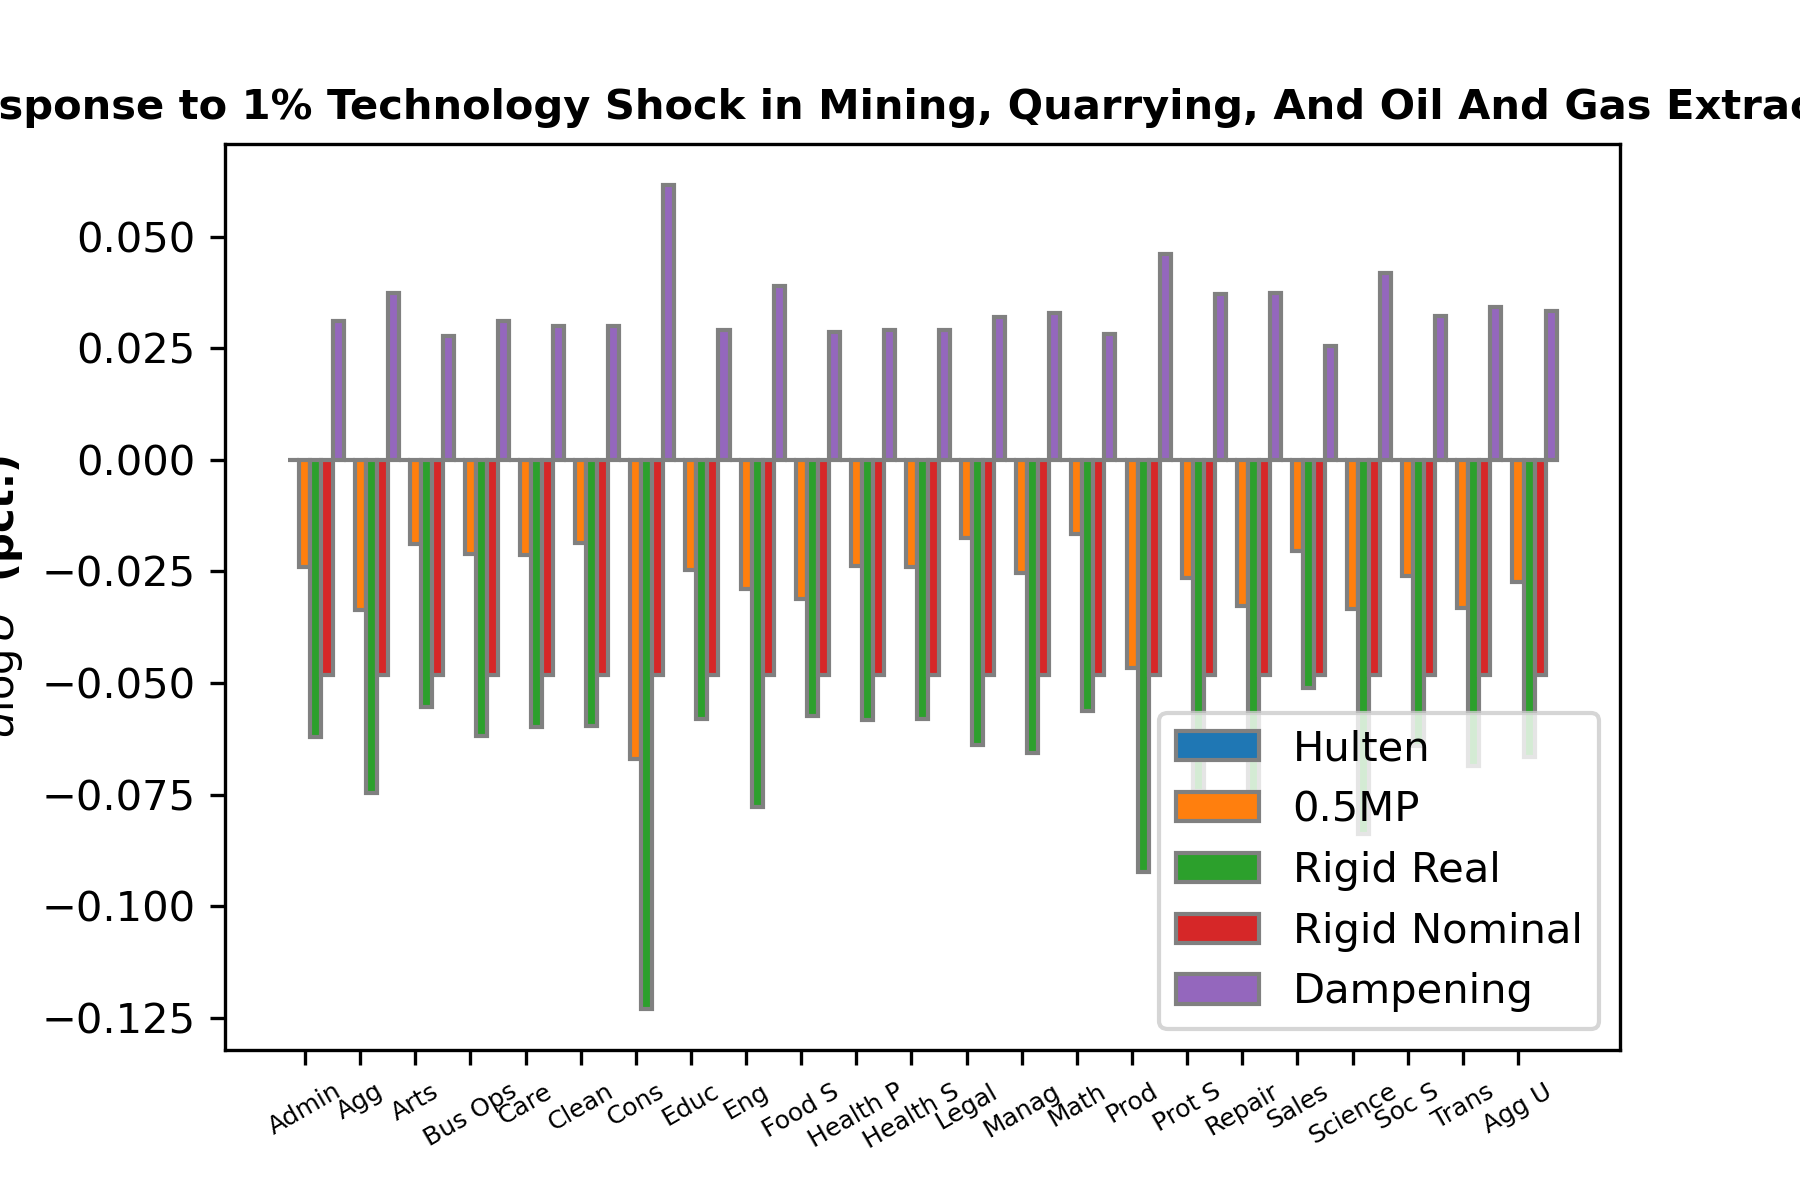 sponse to 1% Technology Shock in Mining, Quarrying, And Oil And Gas Extrac
0.050
0.025
0.000
−0.025
−0.050
−0.075
−0.100
−0.125
(pct.)
Hulten
0.5MP
Rigid Real
Rigid Nominal
Dampening
Admin
Agg
Arts
Bus Ops
Care
Clean
Cons
Educ
Eng
Food S
Health P
Health S
Legal
Manag
Math
Prod
Prot S
Repair
Sales
Science
Soc S
Trans
Agg U